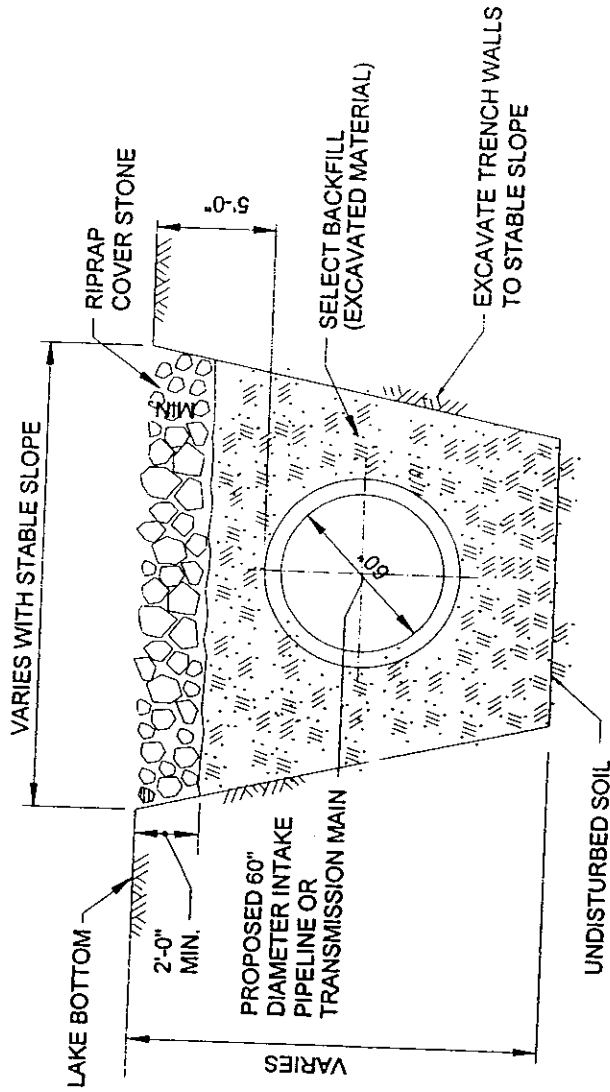 VARIES WITH STABLE SLOPE
LAKE BOTTOM
2'-0"
MIN.
RIPRAP
COVER STONE
MIN
5'-0"
PROPOSED 60"
DIAMETER INTAKE
PIPELINE OR
TRANSMISSION MAIN
60"
SELECT BACKFILL
(EXCAVATED MATERIAL)
VARIES
EXCAVATE TRENCH WALLS
TO STABLE SLOPE
UNDISTURBED SOIL